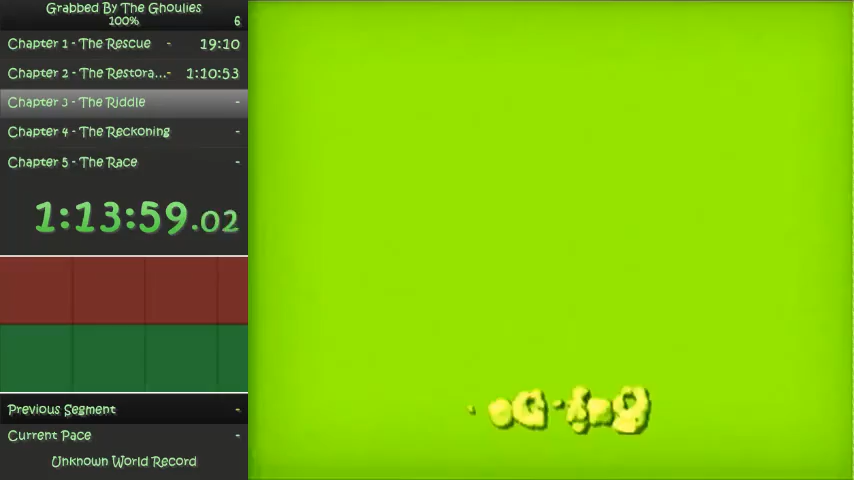 Grabbed By The Ghoulies
100% 6
Chapter 1 - The Rescue - 19:10
Chapter 2 - The Restora... - 1:10:53
Chapter 3 - The Riddle -
Chapter 4 - The Reckoning -
Chapter 5 - The Race -
1:13:59.02
Previous Segment -
Current Pace -
Unknown World Record